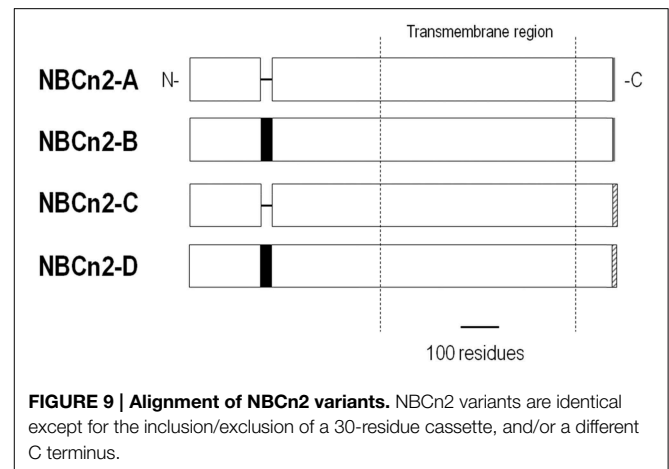 Transmembrane region
NBCn2-A N- -C
NBCn2-B
NBCn2-C
NBCn2-D
100 residues
FIGURE 9 | Alignment of NBCn2 variants. NBCn2 variants are identical
except for the inclusion/exclusion of a 30-residue cassette, and/or a different
C terminus.